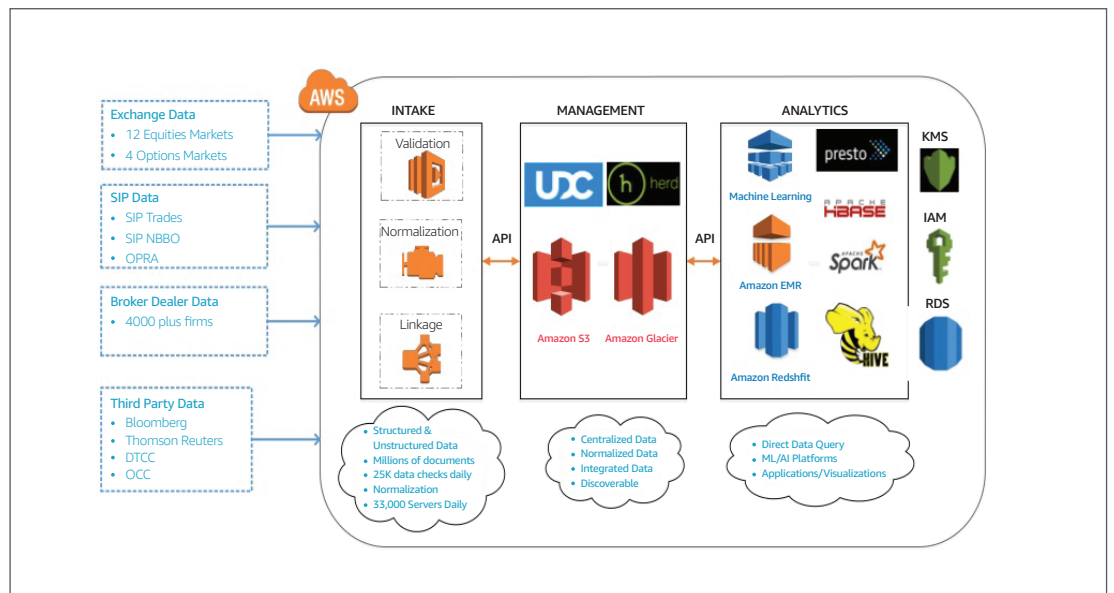 AWS
Exchange Data
• 12 Equities Markets
• 4 Options Markets
SIP Data
• SIP Trades
• SIP NBBO
• OPRA
Broker Dealer Data
• 4000 plus firms
Third Party Data
• Bloomberg
• Thomson Reuters
• DTCC
• OCC
INTAKE
Validation
Normalization
Linkage
• Structured &
Unstructured Data
• Millions of documents
• 25K data checks daily
• Normalization
• 33,000 Servers Daily
API
MANAGEMENT
UDC
h herd
Amazon S3
Amazon Glacier
• Centralized Data
• Normalized Data
• Integrated Data
• Discoverable
API
ANALYTICS
Machine Learning
presto
APACHE
HBASE
Amazon EMR
APACHE
Spark
Amazon Redshfit
HIVE
• Direct Data Query
• ML/AI Platforms
• Applications/Visualizations
KMS
IAM
RDS